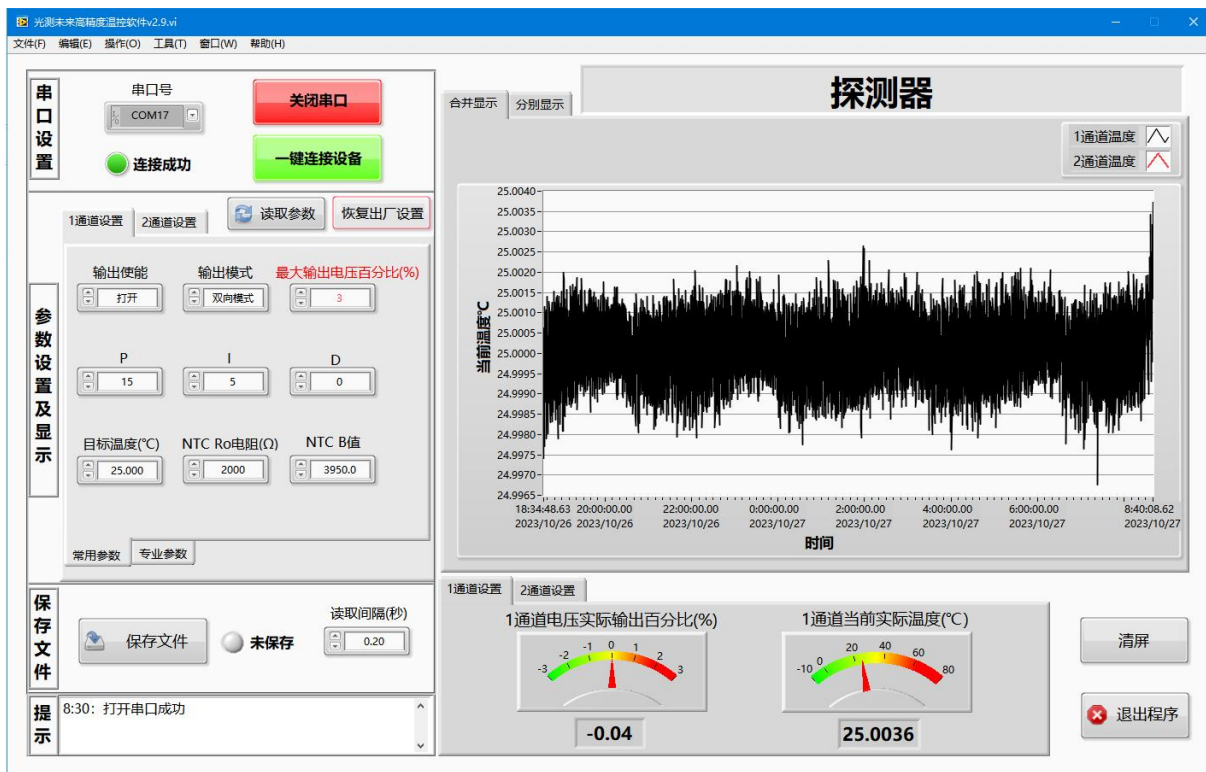 光测未来高精度温控软件v2.9.vi
文件(F) 编辑(E) 操作(O) 工具(T) 窗口(W) 帮助(H)
串口设置
串口号
COM17
关闭串口
连接成功
一键连接设备
参数设置及显示
1通道设置 2通道设置
读取参数
恢复出厂设置
输出使能 输出模式 最大输出电压百分比(%)
打开 双向模式 3
P I D
15 5 0
目标温度(℃) NTC Ro电阻(Ω) NTC B值
25.000 2000 3950.0
常用参数 专业参数
保存文件
保存文件
未保存
读取间隔(秒)
0.20
提示
8:30：打开串口成功
合并显示 分别显示
探测器
1通道温度
2通道温度
当前温度℃
25.0040
25.0035
25.0030
25.0025
25.0020
25.0015
25.0010
25.0005
25.0000
24.9995
24.9990
24.9985
24.9980
24.9975
24.9970
24.9965
18:34:48.63 20:00:00.00 22:00:00.00 0:00:00.00 2:00:00.00 4:00:00.00 6:00:00.00 8:40:08.62
2023/10/26 2023/10/26 2023/10/26 2023/10/27 2023/10/27 2023/10/27 2023/10/27 2023/10/27
时间
1通道设置 2通道设置
1通道电压实际输出百分比(%)
-3 -2 -1 0 1 2 3
-0.04
1通道当前实际温度(℃)
-10 0 20 40 60 80
25.0036
清屏
退出程序